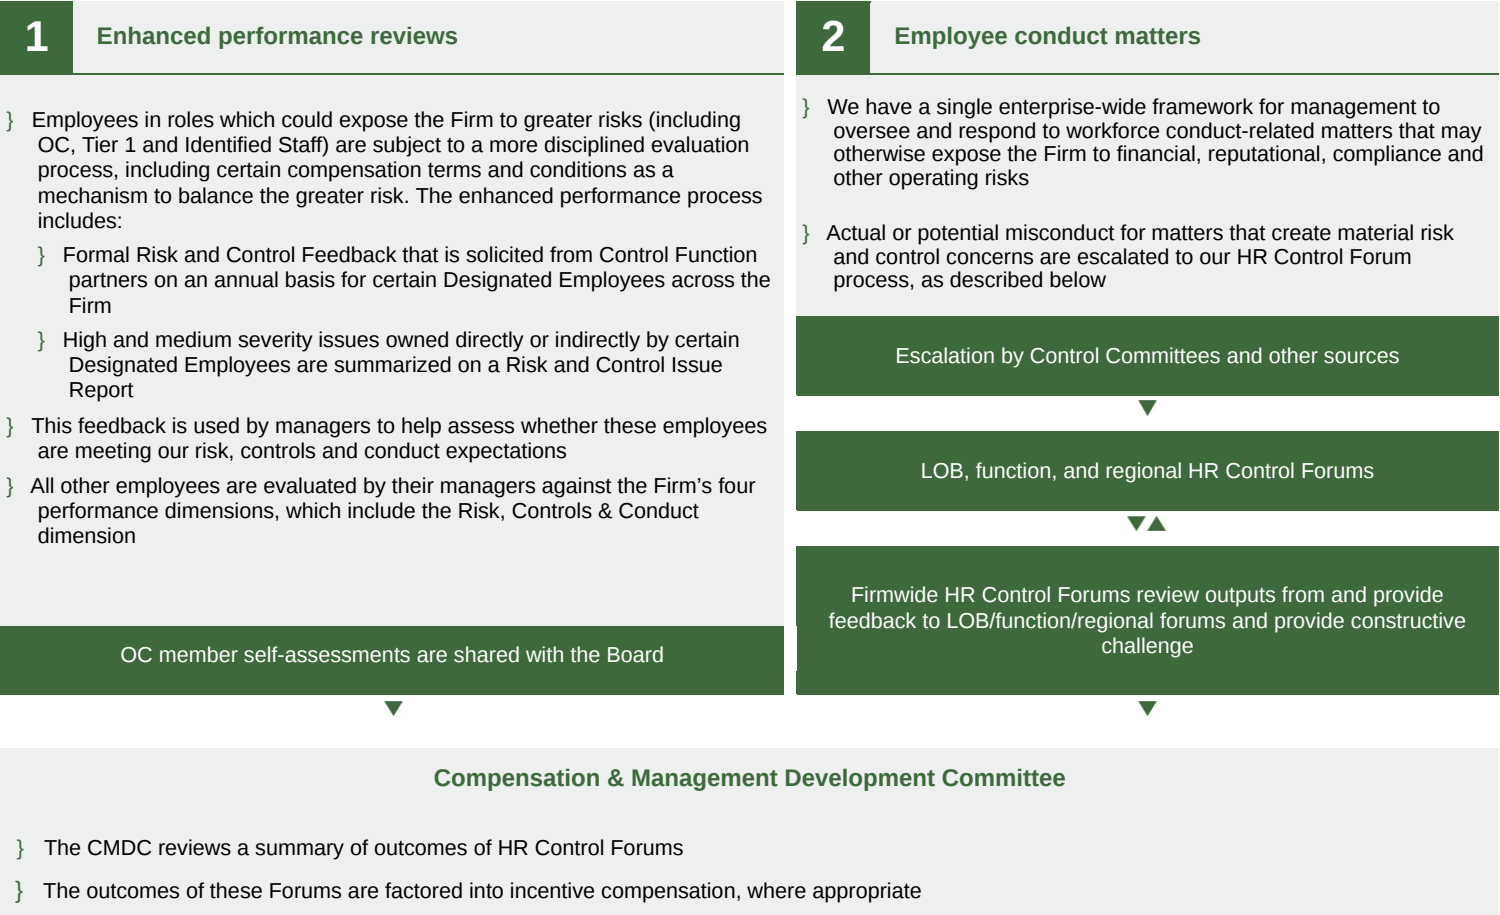 1
Enhanced performance reviews
} Employees in roles which could expose the Firm to greater risks (including
OC, Tier 1 and Identified Staff) are subject to a more disciplined evaluation
process, including certain compensation terms and conditions as a
mechanism to balance the greater risk. The enhanced performance process
includes:
} Formal Risk and Control Feedback that is solicited from Control Function
partners on an annual basis for certain Designated Employees across the
Firm
} High and medium severity issues owned directly or indirectly by certain
Designated Employees are summarized on a Risk and Control Issue
Report
} This feedback is used by managers to help assess whether these employees
are meeting our risk, controls and conduct expectations
} All other employees are evaluated by their managers against the Firm’s four
performance dimensions, which include the Risk, Controls & Conduct
dimension
OC member self-assessments are shared with the Board
2
Employee conduct matters
} We have a single enterprise-wide framework for management to
oversee and respond to workforce conduct-related matters that may
otherwise expose the Firm to financial, reputational, compliance and
other operating risks
} Actual or potential misconduct for matters that create material risk
and control concerns are escalated to our HR Control Forum
process, as described below
Escalation by Control Committees and other sources
LOB, function, and regional HR Control Forums
Firmwide HR Control Forums review outputs from and provide
feedback to LOB/function/regional forums and provide constructive
challenge
Compensation & Management Development Committee
} The CMDC reviews a summary of outcomes of HR Control Forums
} The outcomes of these Forums are factored into incentive compensation, where appropriate